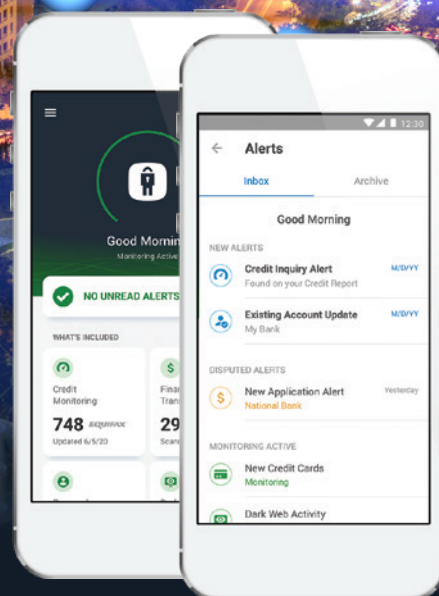 Good Mornin
Monitoring Active
NO UNREAD ALERTS
WHAT'S INCLUDED
Credit
Monitoring
748 EQUIFAX
Updated 6/5/20
Finan
Trans
29
Scan
12:30
Alerts
Inbox Archive
Good Morning
NEW ALERTS
Credit Inquiry Alert M/D/YY
Found on your Credit Report
Existing Account Update M/D/YY
My Bank
DISPUTED ALERTS
New Application Alert Yesterday
National Bank
MONITORING ACTIVE
New Credit Cards
Monitoring
Dark Web Activity